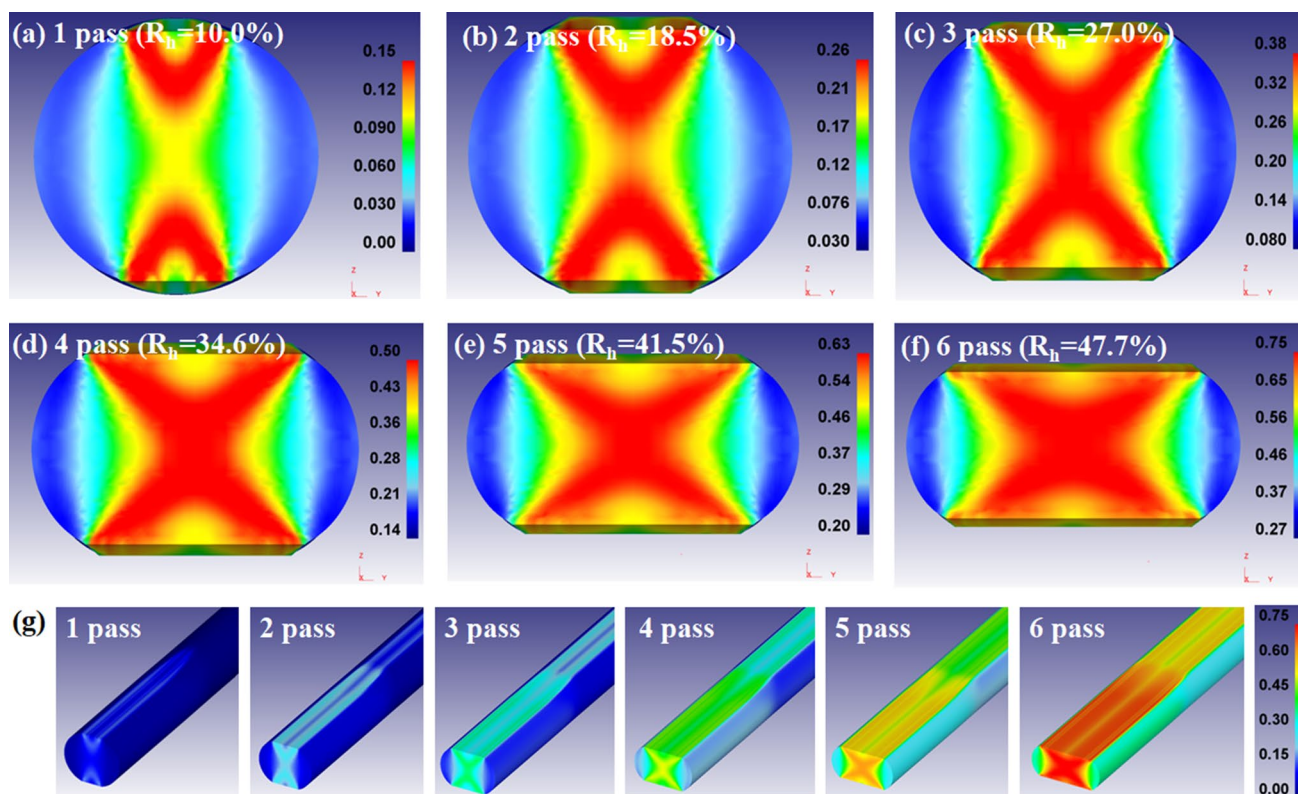 (a) 1 pass (Rh=10.0%)
0.15
0.12
0.090
0.060
0.030
0.00
Z
X Y
(b) 2 pass (Rh=18.5%)
0.26
0.21
0.17
0.12
0.076
0.030
Z
X Y
(c) 3 pass (Rh=27.0%)
0.38
0.32
0.26
0.20
0.14
0.080
Z
X Y
(d) 4 pass (Rh=34.6%)
0.50
0.43
0.36
0.28
0.21
0.14
Z
X Y
(e) 5 pass (Rh=41.5%)
0.63
0.54
0.46
0.37
0.29
0.20
Z
X Y
(f) 6 pass (Rh=47.7%)
0.75
0.65
0.56
0.46
0.37
0.27
Z
X Y
(g)
1 pass
2 pass
3 pass
4 pass
5 pass
6 pass
0.75
0.60
0.45
0.30
0.15
0.00